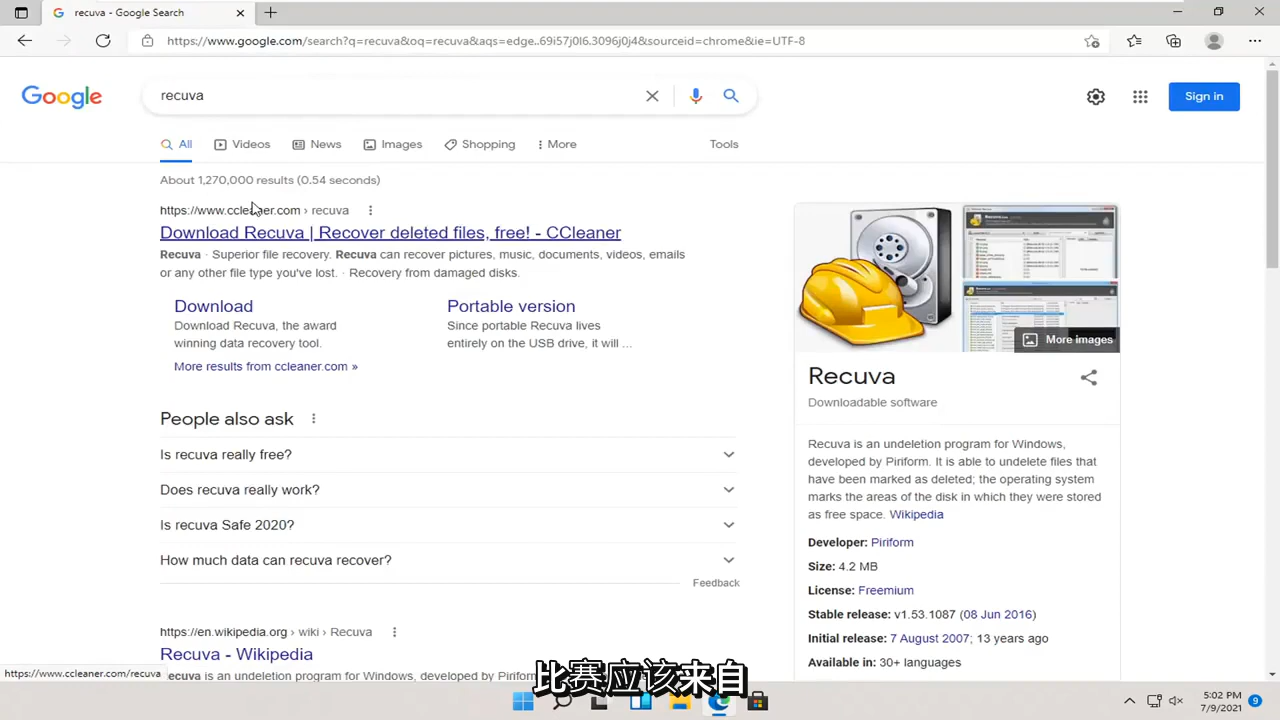 recuva - Google Search
https://www.google.com/search?q=recuva&oq=recuva&aqs=edge..69i57j0l6.3096j0j4&sourceid=chrome&ie=UTF-8
Google
recuva
Sign in
All
Videos
News
Images
Shopping
More
Tools
About 1,270,000 results (0.54 seconds)
https://www.ccleaner.com › recuva
Download Recuva | Recover deleted files, free! - CCleaner
Recuva · Superior file recovery · Recuva can recover pictures, music, documents, videos, emails
or any other file type you've lost. · Recovery from damaged disks.
Download
Download Recuva, the award
winning data recovery tool.
More results from ccleaner.com »
Portable version
Since portable Recuva lives
entirely on the USB drive, it will ...
People also ask
Is recuva really free?
Does recuva really work?
Is recuva Safe 2020?
How much data can recuva recover?
Feedback
https://en.wikipedia.org › wiki › Recuva
Recuva - Wikipedia
Recuva is an undeletion program for Windows, developed by Piriform
More images
Recuva
Downloadable software
Recuva is an undeletion program for Windows,
developed by Piriform. It is able to undelete files that
have been marked as deleted; the operating system
marks the areas of the disk in which they were stored
as free space. Wikipedia
Developer: Piriform
Size: 4.2 MB
License: Freemium
Stable release: v1.53.1087 (08 Jun 2016)
Initial release: 7 August 2007; 13 years ago
Available in: 30+ languages
https://www.ccleaner.com/recuva
比赛应该来自
5:02 PM
7/9/2021
9